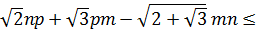 √2np + √3pm − √(2 + √3) mn ≤